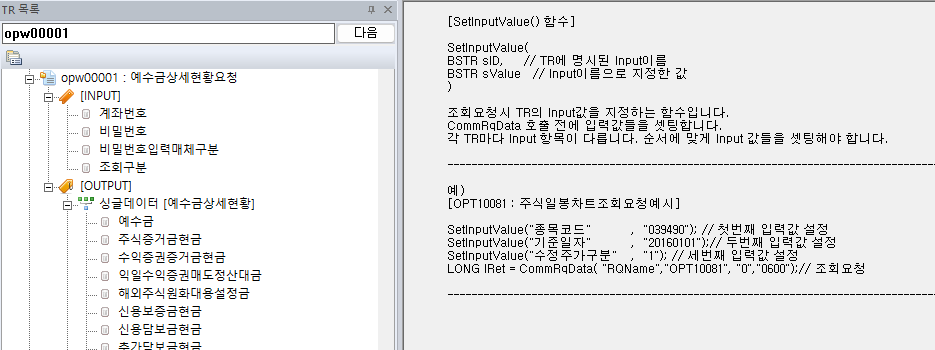 TR 목록
opw00001
다음
opw00001 : 예수금상세현황요청
[INPUT]
계좌번호
비밀번호
비밀번호입력매체구분
조회구분
[OUTPUT]
싱글데이터 [예수금상세현황]
예수금
주식증거금현금
수익증권증거금현금
익일수익증권매도정산대금
해외주식원화대용설정금
신용보증금현금
신용담보금현금
추가담보금현금
[SetInputValue() 함수]
SetInputValue(
BSTR sID, // TR에 명시된 Input이름
BSTR sValue // Input이름으로 지정한 값
)
조회요청시 TR의 Input값을 지정하는 함수입니다.
CommRqData 호출 전에 입력값들을 셋팅합니다.
각 TR마다 Input 항목이 다릅니다. 순서에 맞게 Input 값들을 셋팅해야 합니다.
예)
[OPT10081 : 주식일봉차트조회요청예시]
SetInputValue("종목코드" , "039490"); // 첫번째 입력값 설정
SetInputValue("기준일자" , "20160101");// 두번째 입력값 설정
SetInputValue("수정주가구분" , "1"); // 세번째 입력값 설정
LONG lRet = CommRqData( "RQName","OPT10081", "0","0600");// 조회요청